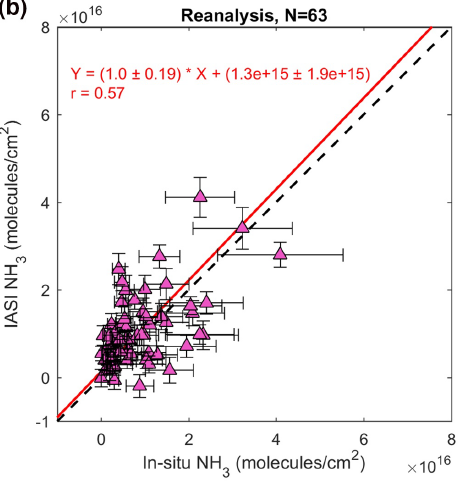 (b)
×10^16
Reanalysis, N=63
8
Y = (1.0 ± 0.19) * X + (1.3e+15 ± 1.9e+15)
r = 0.57
6
4
2
0
-1
IASI NH₃ (molecules/cm²)
0 2 4 6 8
In-situ NH₃ (molecules/cm²)
×10^16